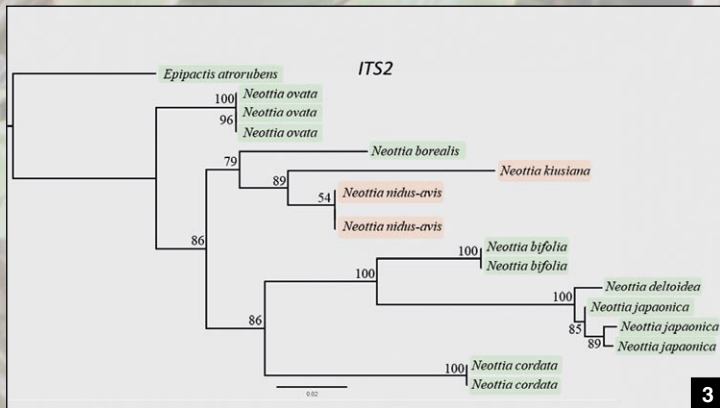 ITS2
Epipactis atrorubens
100 Neottia ovata
Neottia ovata
96
Neottia ovata
79 Neottia borealis
89 Neottia kiusiana
54 Neottia nidus-avis
Neottia nidus-avis
86
100 Neottia bifolia
Neottia bifolia
100
100 Neottia deltoidea
Neottia japaonica
85
Neottia japaonica
89 Neottia japaonica
86
100 Neottia cordata
Neottia cordata
0.02
3